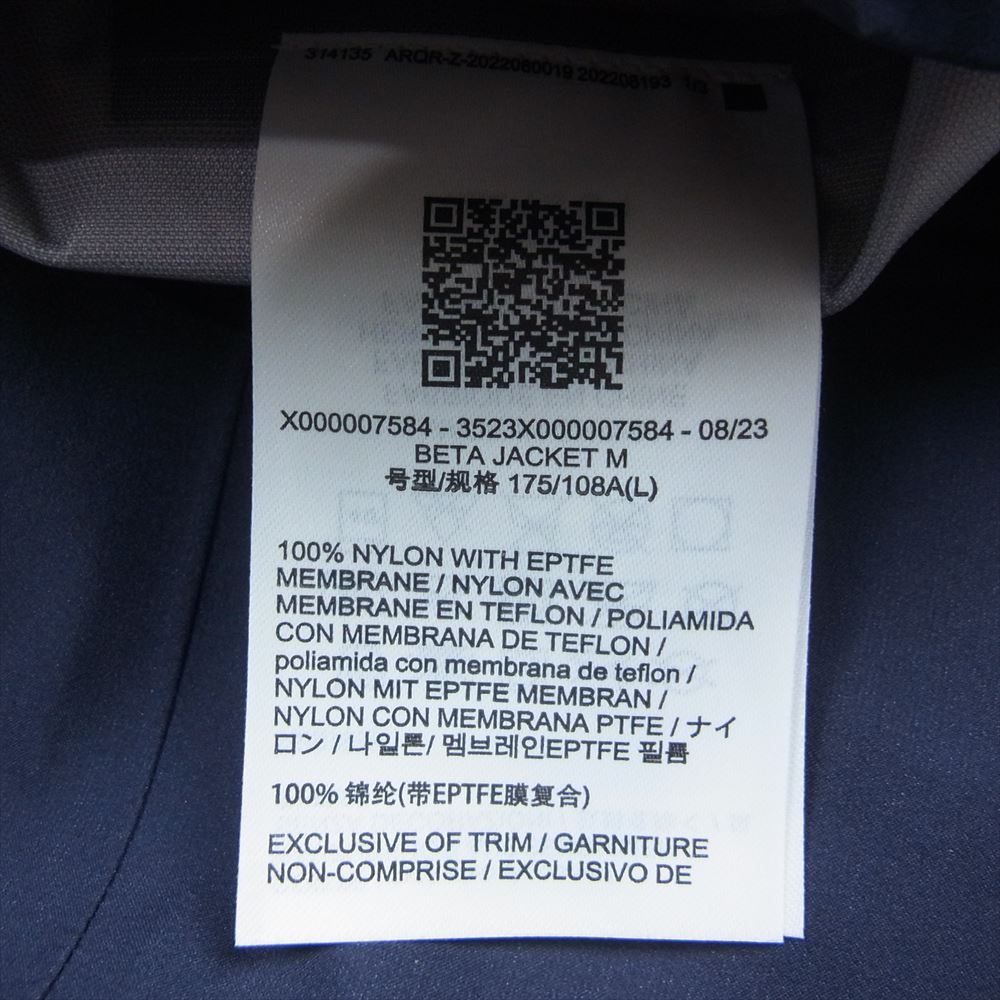 314135 ARQR-Z-2022080019 202208193 1/3
X000007584 - 3523X000007584 - 08/23
BETA JACKET M
号型/规格 175/108A(L)
100% NYLON WITH EPTFE
MEMBRANE / NYLON AVEC
MEMBRANE EN TEFLON / POLIAMIDA
CON MEMBRANA DE TEFLON /
poliamida con membrana de teflon /
NYLON MIT EPTFE MEMBRAN /
NYLON CON MEMBRANA PTFE / ナイ
ロン / 나일론/ 멤브레인EPTFE 필름
100% 锦纶(带EPTFE膜复合)
EXCLUSIVE OF TRIM / GARNITURE
NON-COMPRISE / EXCLUSIVO DE